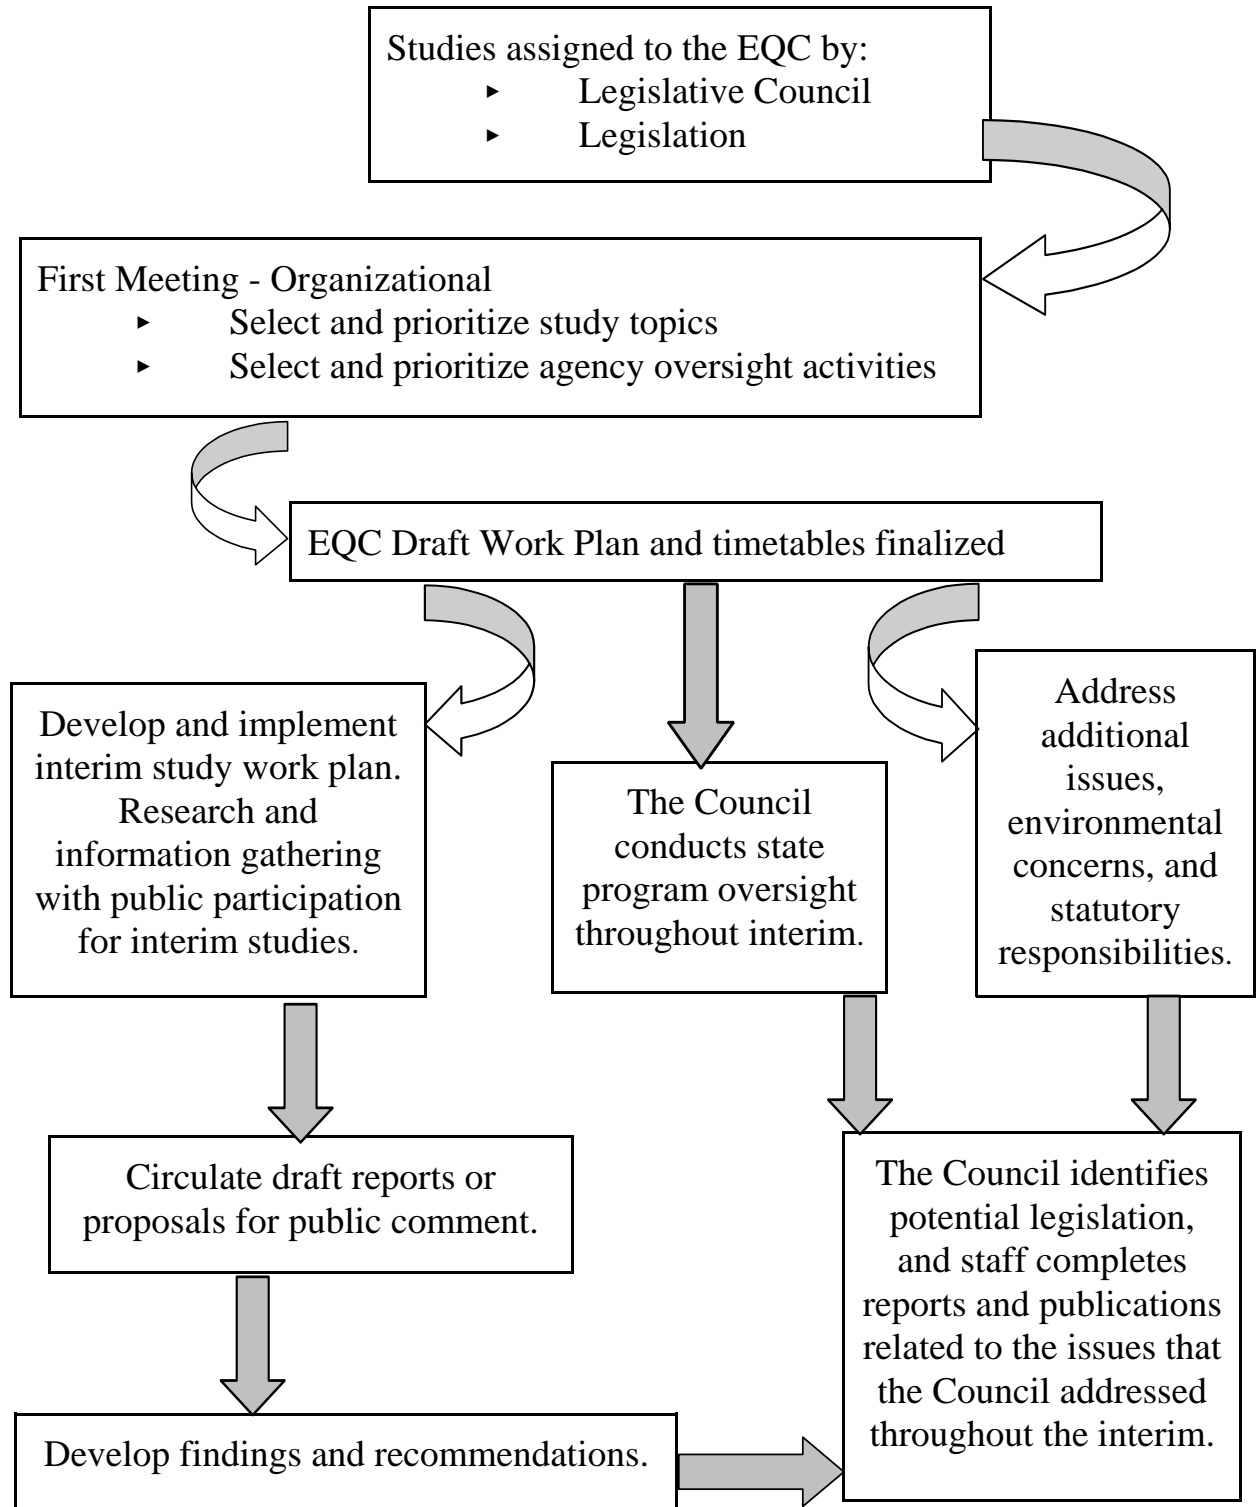 Studies assigned to the EQC by:
▸ Legislative Council
▸ Legislation
First Meeting - Organizational
▸ Select and prioritize study topics
▸ Select and prioritize agency oversight activities
EQC Draft Work Plan and timetables finalized
Develop and implement
interim study work plan.
Research and
information gathering
with public participation
for interim studies.
The Council
conducts state
program oversight
throughout interim.
Address
additional
issues,
environmental
concerns, and
statutory
responsibilities.
Circulate draft reports or
proposals for public comment.
Develop findings and recommendations.
The Council identifies
potential legislation,
and staff completes
reports and publications
related to the issues that
the Council addressed
throughout the interim.